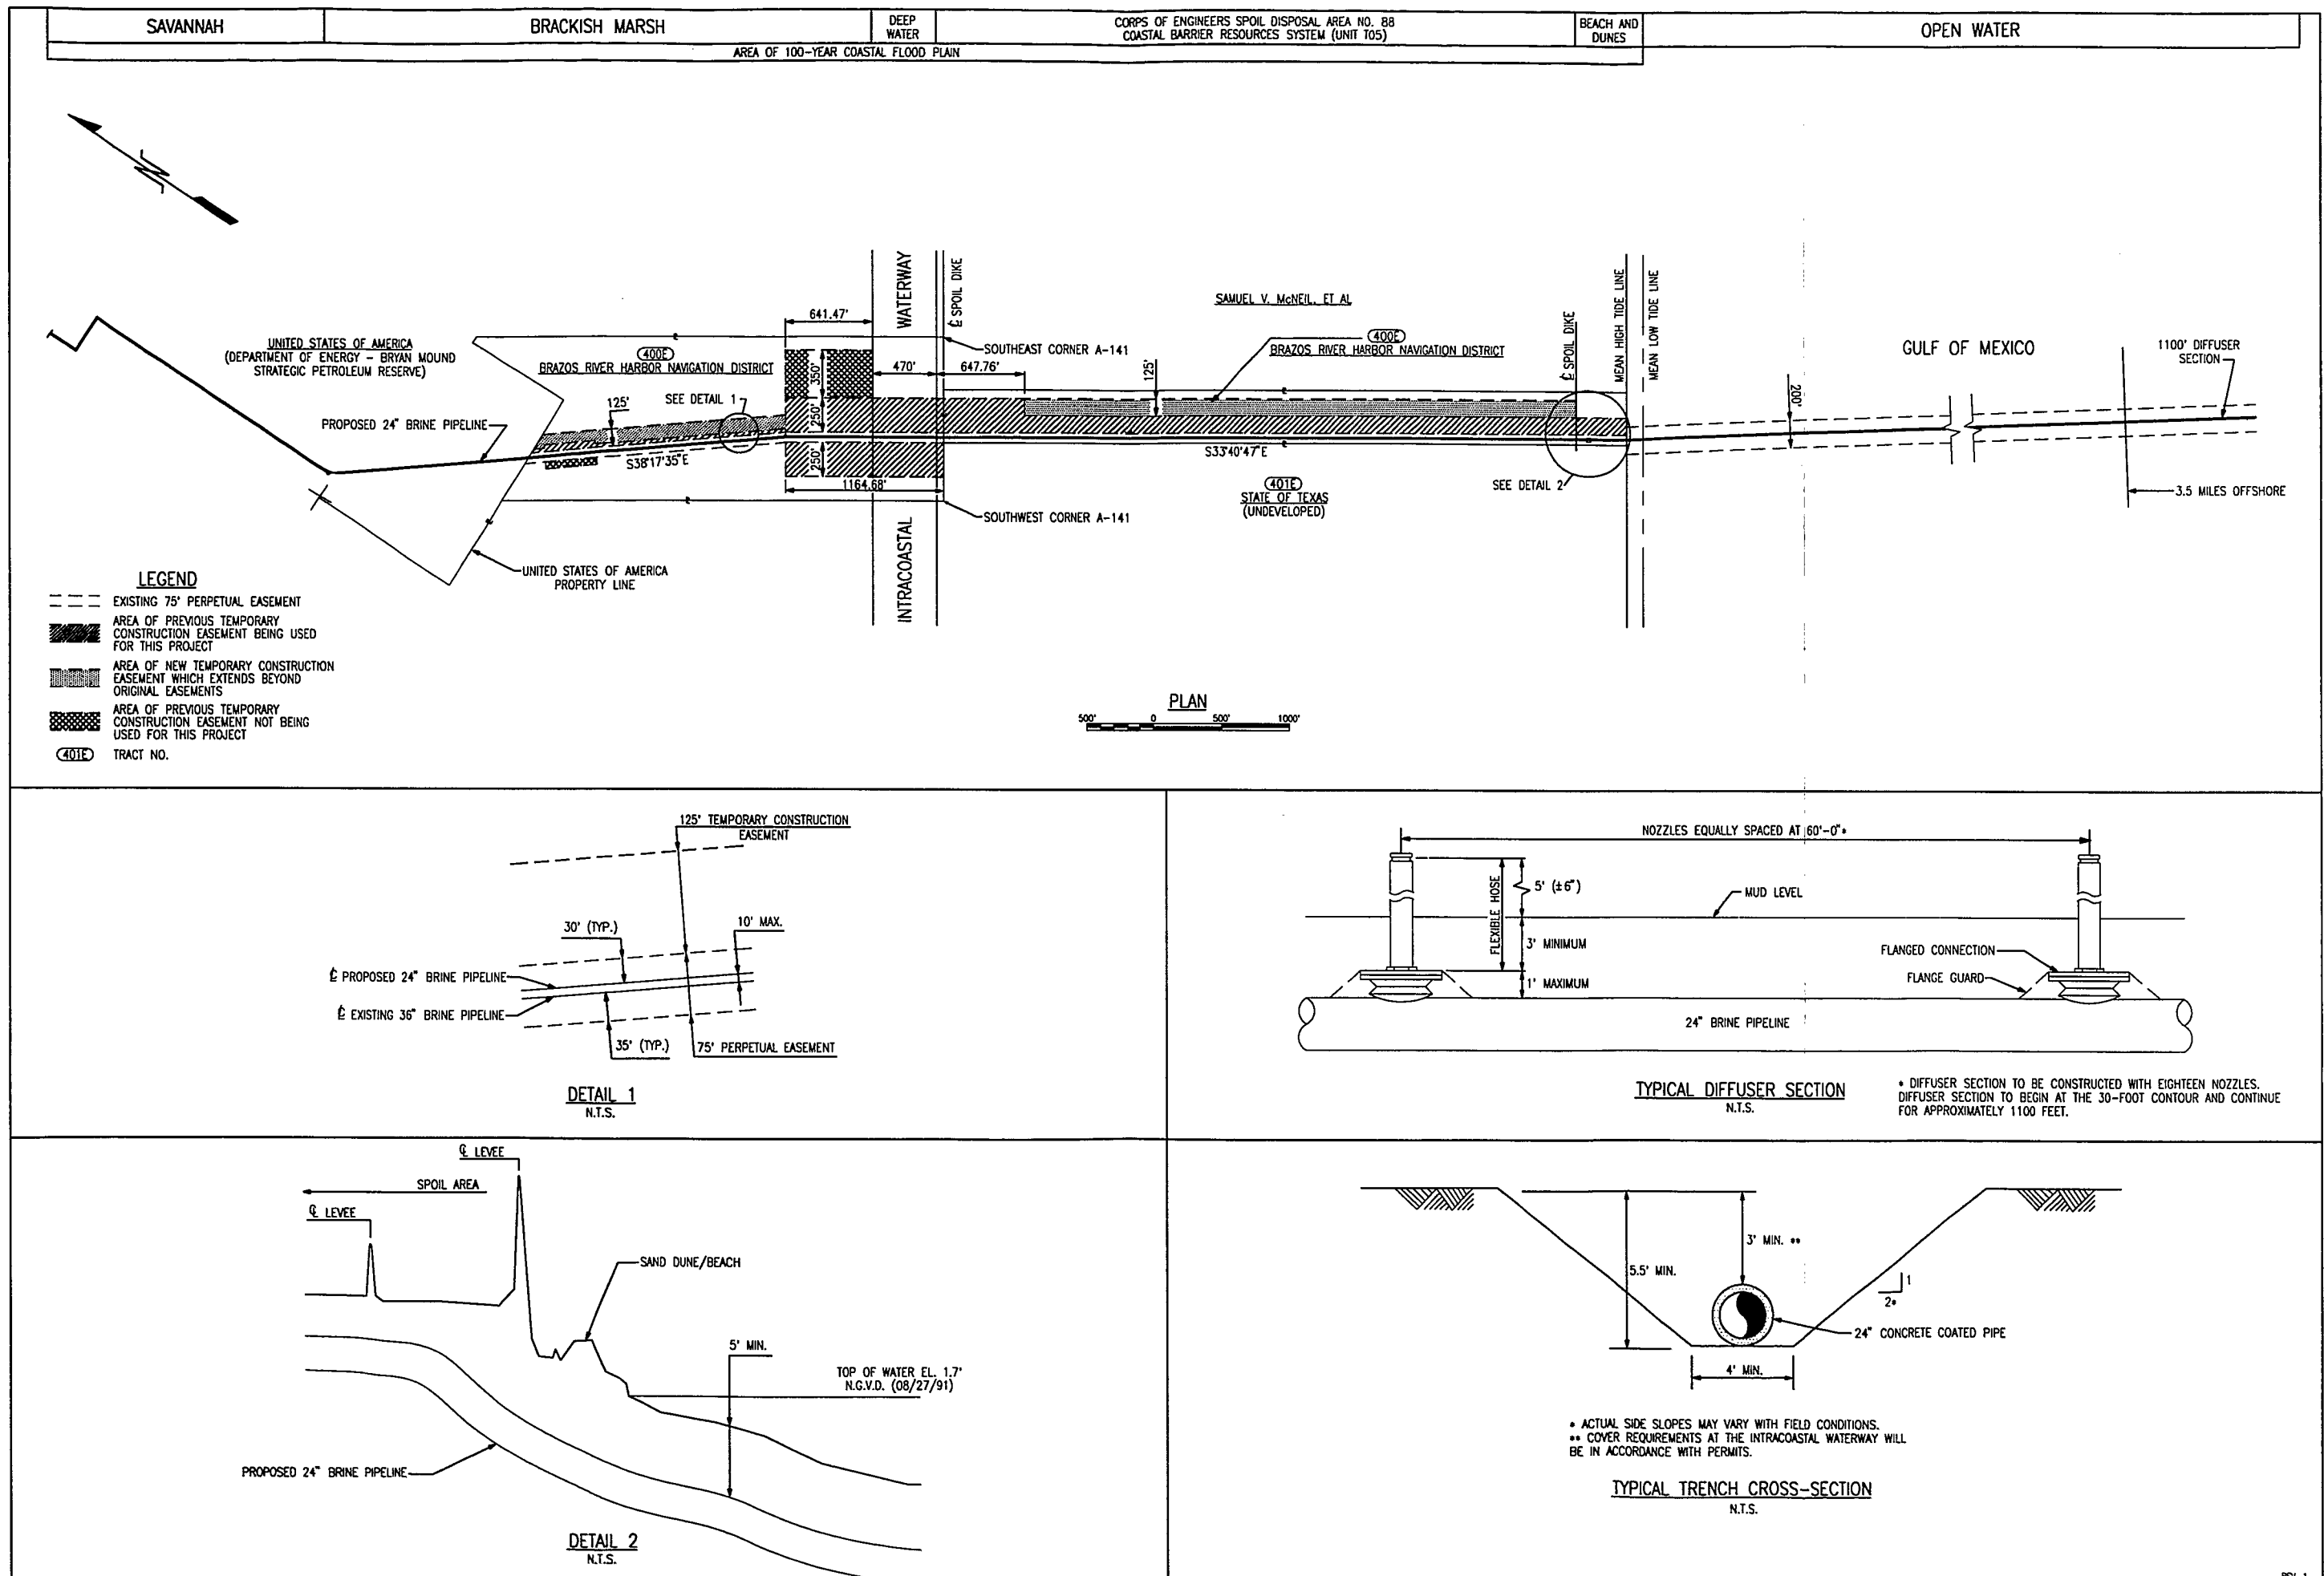 SAVANNAH
BRACKISH MARSH
DEEP
WATER
CORPS OF ENGINEERS SPOIL DISPOSAL AREA NO. 88
COASTAL BARRIER RESOURCES SYSTEM (UNIT T05)
BEACH AND
DUNES
OPEN WATER
AREA OF 100-YEAR COASTAL FLOOD PLAIN
N
WATERWAY
℄ SPOIL DIKE
SAMUEL V. McNEIL, ET AL
℄ SPOIL DIKE
MEAN HIGH TIDE LINE
MEAN LOW TIDE LINE
GULF OF MEXICO
1100' DIFFUSER
SECTION
641.47'
UNITED STATES OF AMERICA
(DEPARTMENT OF ENERGY - BRYAN MOUND
STRATEGIC PETROLEUM RESERVE)
400E
BRAZOS RIVER HARBOR NAVIGATION DISTRICT
350'
470'
647.76'
SOUTHEAST CORNER A-141
400E
BRAZOS RIVER HARBOR NAVIGATION DISTRICT
125'
200'
125'
SEE DETAIL 1
250'
PROPOSED 24" BRINE PIPELINE
S38°17'35"E
250'
S33°40'47"E
1164.68'
401E
STATE OF TEXAS
(UNDEVELOPED)
SEE DETAIL 2
3.5 MILES OFFSHORE
SOUTHWEST CORNER A-141
INTRACOASTAL
UNITED STATES OF AMERICA
PROPERTY LINE
LEGEND
EXISTING 75' PERPETUAL EASEMENT
AREA OF PREVIOUS TEMPORARY
CONSTRUCTION EASEMENT BEING USED
FOR THIS PROJECT
AREA OF NEW TEMPORARY CONSTRUCTION
EASEMENT WHICH EXTENDS BEYOND
ORIGINAL EASEMENTS
AREA OF PREVIOUS TEMPORARY
CONSTRUCTION EASEMENT NOT BEING
USED FOR THIS PROJECT
401E TRACT NO.
PLAN
500' 0 500' 1000'
125' TEMPORARY CONSTRUCTION
EASEMENT
30' (TYP.)
10' MAX.
℄ PROPOSED 24" BRINE PIPELINE
℄ EXISTING 36" BRINE PIPELINE
35' (TYP.)
75' PERPETUAL EASEMENT
DETAIL 1
N.T.S.
NOZZLES EQUALLY SPACED AT 60'-0"*
FLEXIBLE HOSE
5' (±6")
MUD LEVEL
3' MINIMUM
FLANGED CONNECTION
1' MAXIMUM
FLANGE GUARD
24" BRINE PIPELINE
TYPICAL DIFFUSER SECTION
N.T.S.
* DIFFUSER SECTION TO BE CONSTRUCTED WITH EIGHTEEN NOZZLES.
DIFFUSER SECTION TO BEGIN AT THE 30-FOOT CONTOUR AND CONTINUE
FOR APPROXIMATELY 1100 FEET.
℄ LEVEE
SPOIL AREA
℄ LEVEE
SAND DUNE/BEACH
5' MIN.
TOP OF WATER EL. 1.7'
N.G.V.D. (08/27/91)
PROPOSED 24" BRINE PIPELINE
DETAIL 2
N.T.S.
3' MIN. **
5.5' MIN.
1
2*
24" CONCRETE COATED PIPE
4' MIN.
* ACTUAL SIDE SLOPES MAY VARY WITH FIELD CONDITIONS.
** COVER REQUIREMENTS AT THE INTRACOASTAL WATERWAY WILL
BE IN ACCORDANCE WITH PERMITS.
TYPICAL TRENCH CROSS-SECTION
N.T.S.